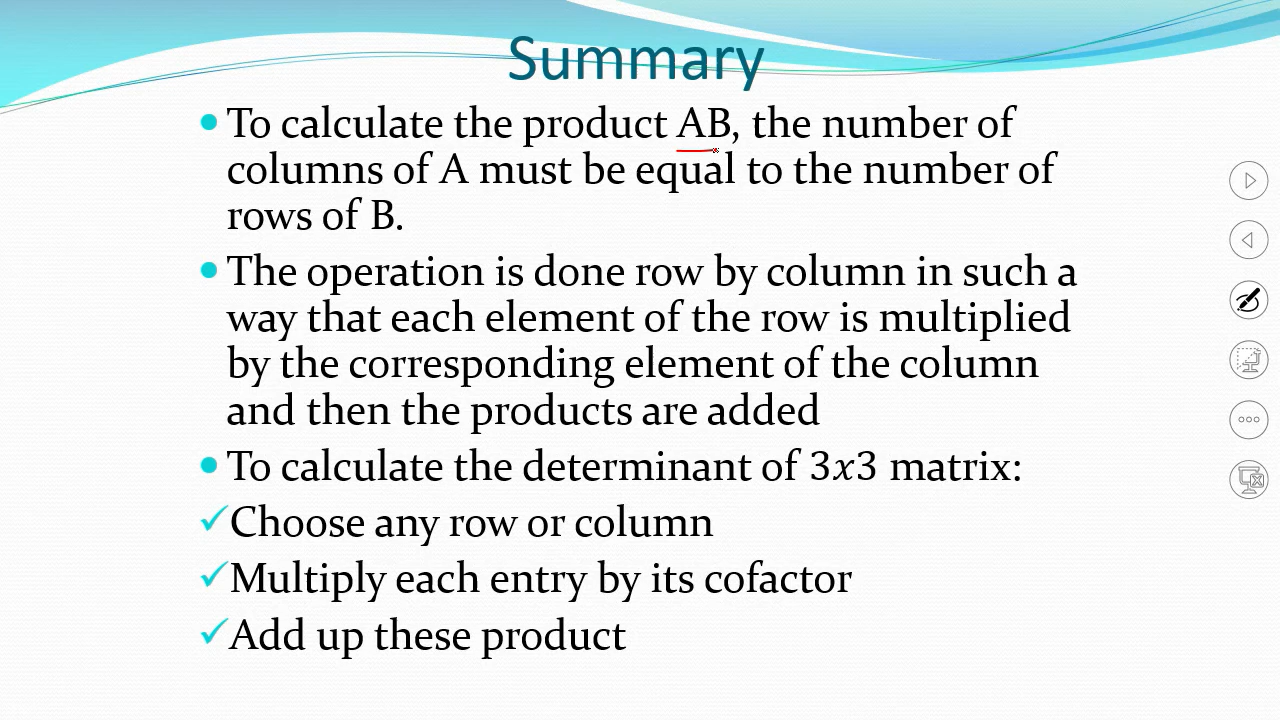 Summary
To calculate the product AB, the number of
columns of A must be equal to the number of
rows of B.
The operation is done row by column in such a
way that each element of the row is multiplied
by the corresponding element of the column
and then the products are added
To calculate the determinant of 3x3 matrix:
Choose any row or column
Multiply each entry by its cofactor
Add up these product